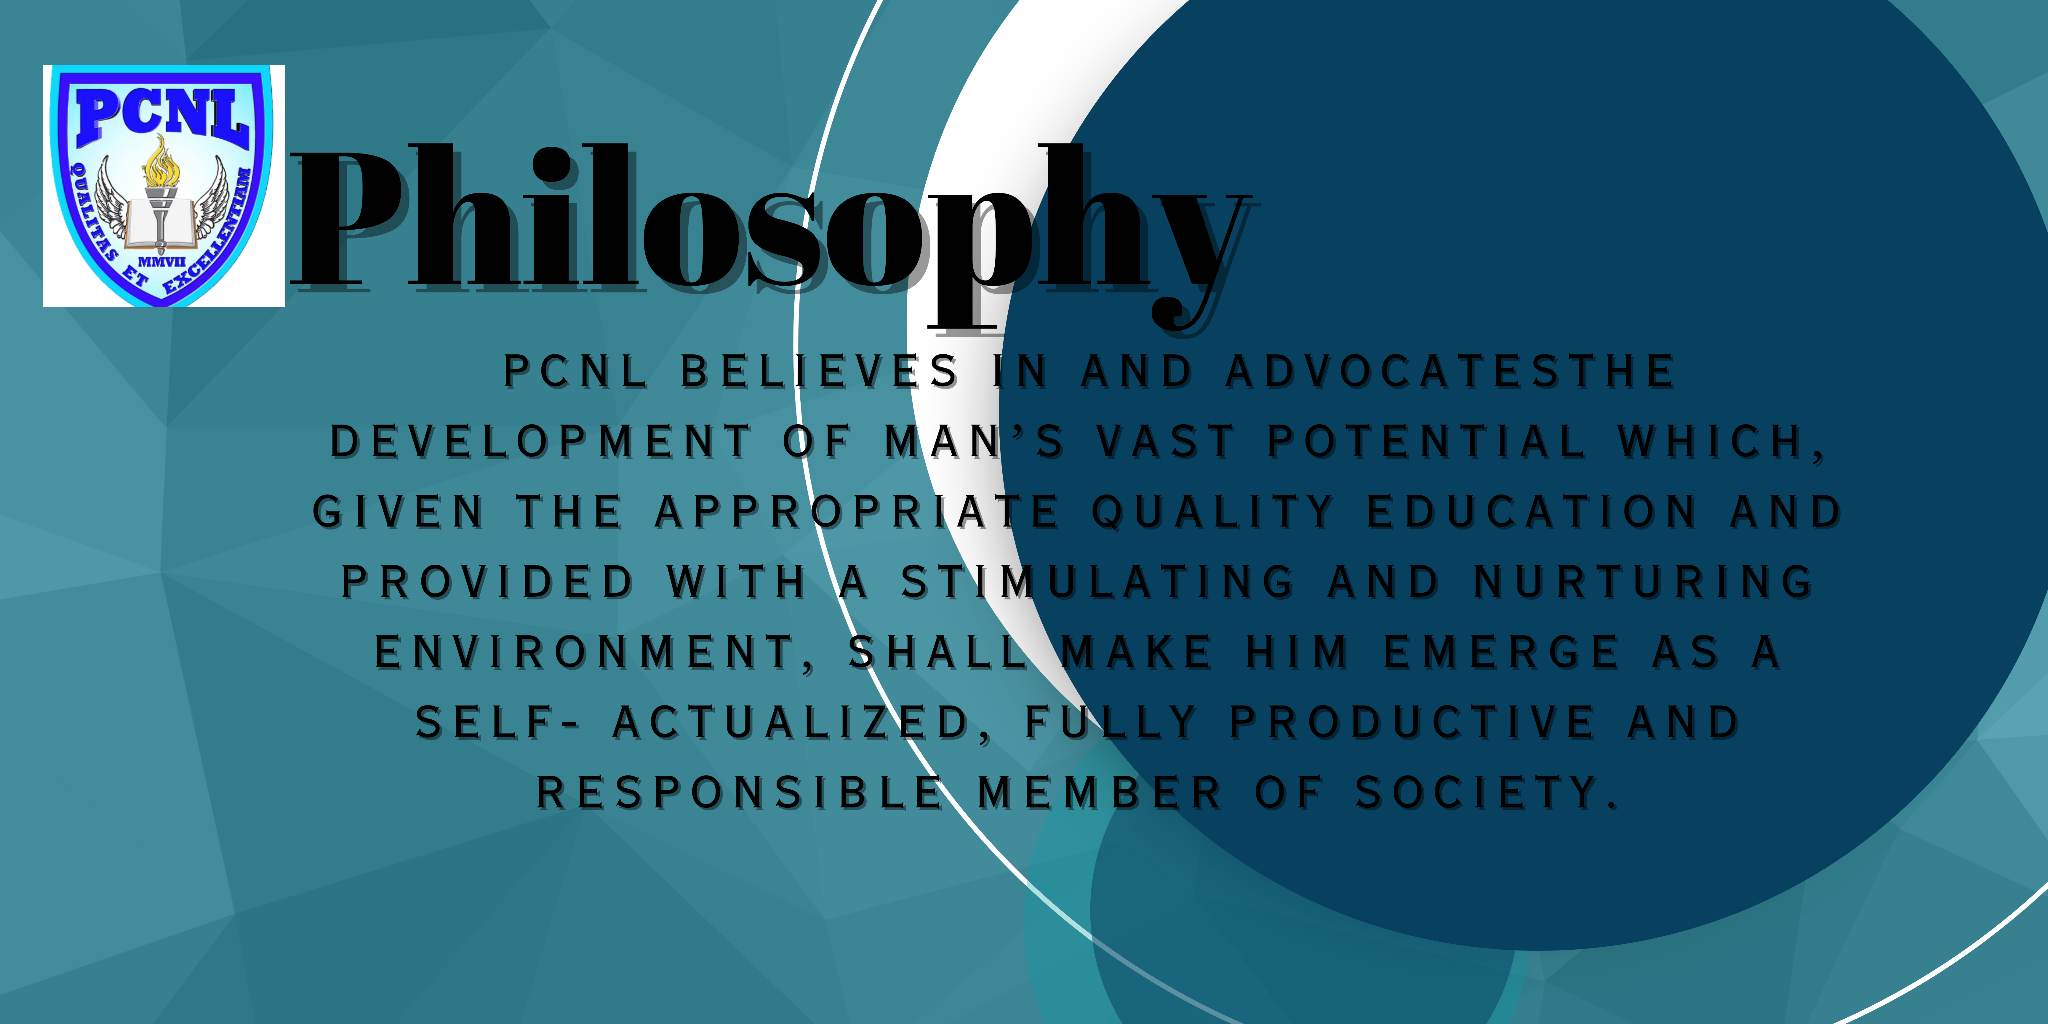 PCNL
QUALITAS ET EXCELLENTIAM
MMVII
Philosophy
PCNL BELIEVES IN AND ADVOCATESTHE
DEVELOPMENT OF MAN’S VAST POTENTIAL WHICH,
GIVEN THE APPROPRIATE QUALITY EDUCATION AND
PROVIDED WITH A STIMULATING AND NURTURING
ENVIRONMENT, SHALL MAKE HIM EMERGE AS A
SELF- ACTUALIZED, FULLY PRODUCTIVE AND
RESPONSIBLE MEMBER OF SOCIETY.